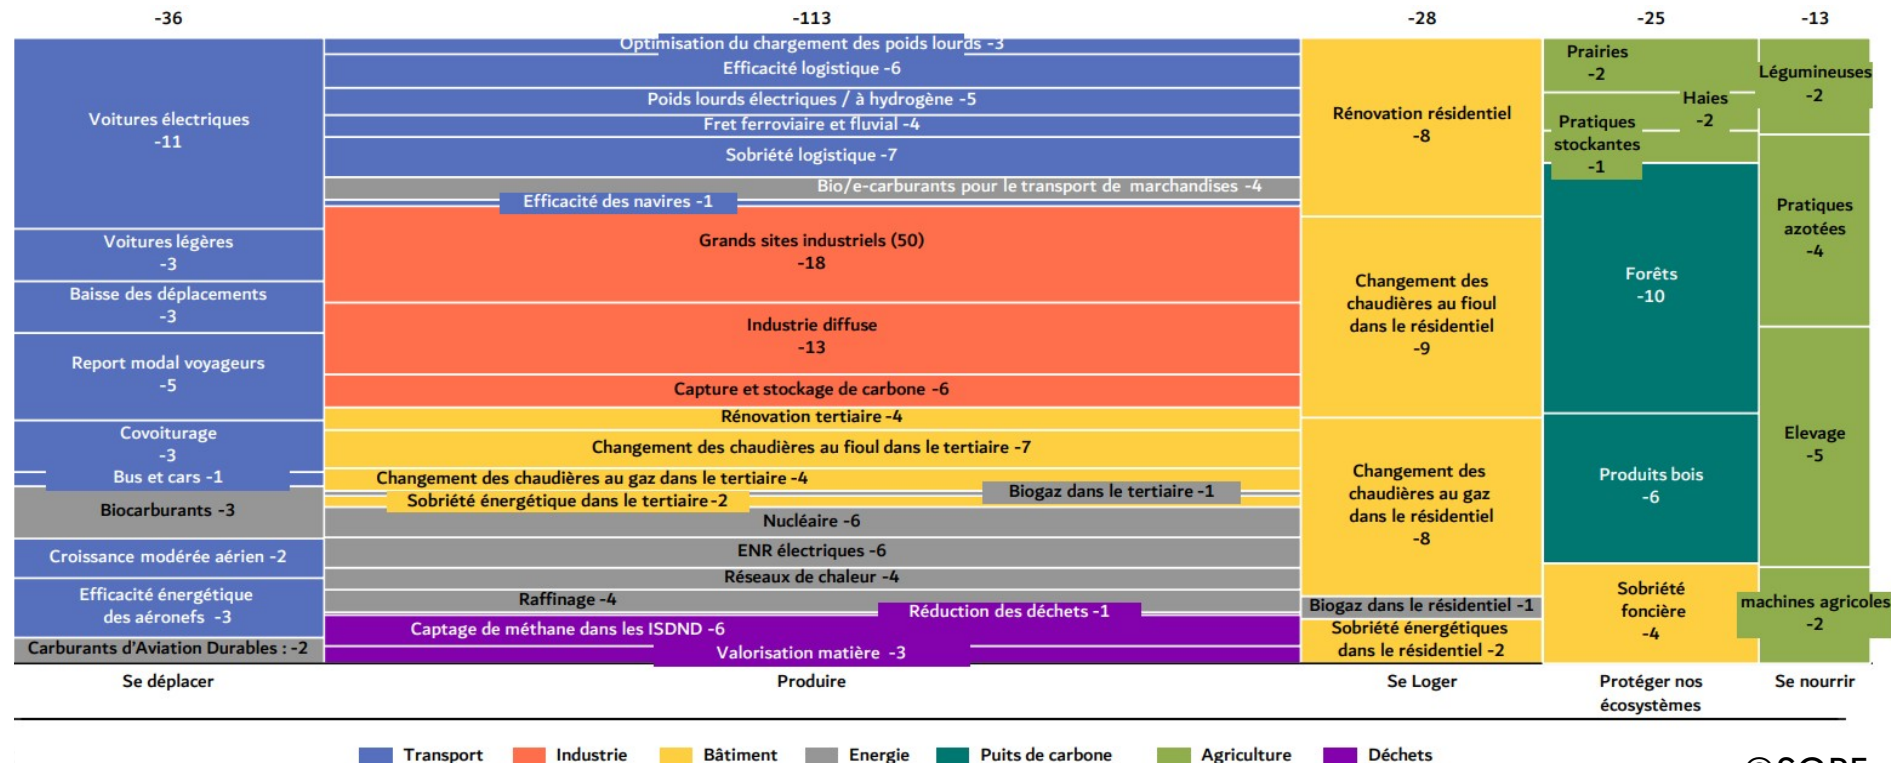 -36
-113
-28
-25
-13
Voitures électriques
-11
Voitures légères
-3
Baisse des déplacements
-3
Report modal voyageurs
-5
Covoiturage
-3
Bus et cars -1
Biocarburants -3
Croissance modérée aérien -2
Efficacité énergétique
des aéronefs -3
Carburants d'Aviation Durables : -2
Optimisation du chargement des poids lourds -3
Efficacité logistique -6
Poids lourds électriques / à hydrogène -5
Fret ferroviaire et fluvial -4
Sobriété logistique -7
Bio/e-carburants pour le transport de marchandises -4
Efficacité des navires -1
Grands sites industriels (50)
-18
Industrie diffuse
-13
Capture et stockage de carbone -6
Rénovation tertiaire -4
Changement des chaudières au fioul dans le tertiaire -7
Changement des chaudières au gaz dans le tertiaire -4
Biogaz dans le tertiaire -1
Sobriété énergétique dans le tertiaire -2
Nucléaire -6
ENR électriques -6
Réseaux de chaleur -4
Raffinage -4
Réduction des déchets -1
Captage de méthane dans les ISDND -6
Valorisation matière -3
Rénovation résidentiel
-8
Changement des
chaudières au fioul
dans le résidentiel
-9
Changement des
chaudières au gaz
dans le résidentiel
-8
Biogaz dans le résidentiel -1
Sobriété énergétiques
dans le résidentiel -2
Prairies
-2
Haies
-2
Pratiques
stockantes
-1
Forêts
-10
Produits bois
-6
Sobriété
foncière
-4
Légumineuses
-2
Pratiques
azotées
-4
Elevage
-5
machines agricoles
-2
Se déplacer
Produire
Se Loger
Protéger nos
écosystèmes
Se nourrir
Transport
Industrie
Bâtiment
Energie
Puits de carbone
Agriculture
Déchets